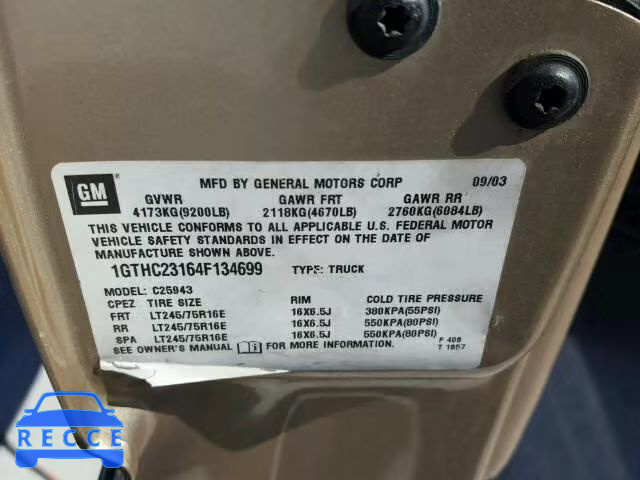 GM
MFD BY GENERAL MOTORS CORP 09/03
GVWR GAWR FRT GAWR RR
4173KG(9200LB) 2118KG(4670LB) 2760KG(6084LB)
THIS VEHICLE CONFORMS TO ALL APPLICABLE U.S. FEDERAL MOTOR
VEHICLE SAFETY STANDARDS IN EFFECT ON THE DATE OF
MANUFACTURE SHOWN ABOVE.
1GTHC23164F134699 TYPE: TRUCK
MODEL: C25943
CPEZ TIRE SIZE RIM COLD TIRE PRESSURE
FRT LT245/75R16E 16X6.5J 380KPA(55PSI)
RR LT245/75R16E 16X6.5J 550KPA(80PSI)
SPA LT245/75R16E 16X6.5J 550KPA(80PSI)
SEE OWNER'S MANUAL FOR MORE INFORMATION. F 400
T 1057
RECCE